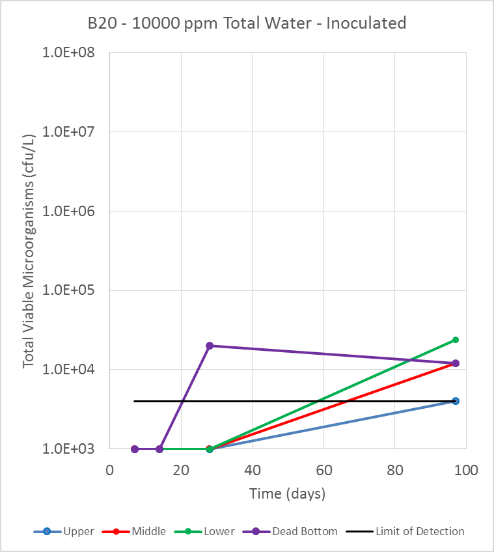 B20 - 10000 ppm Total Water - Inoculated
1.0E+08
1.0E+07
1.0E+06
1.0E+05
1.0E+04
1.0E+03
Total Viable Microorganisms (cfu/L)
0 20 40 60 80 100
Time (days)
Upper Middle Lower Dead Bottom Limit of Detection